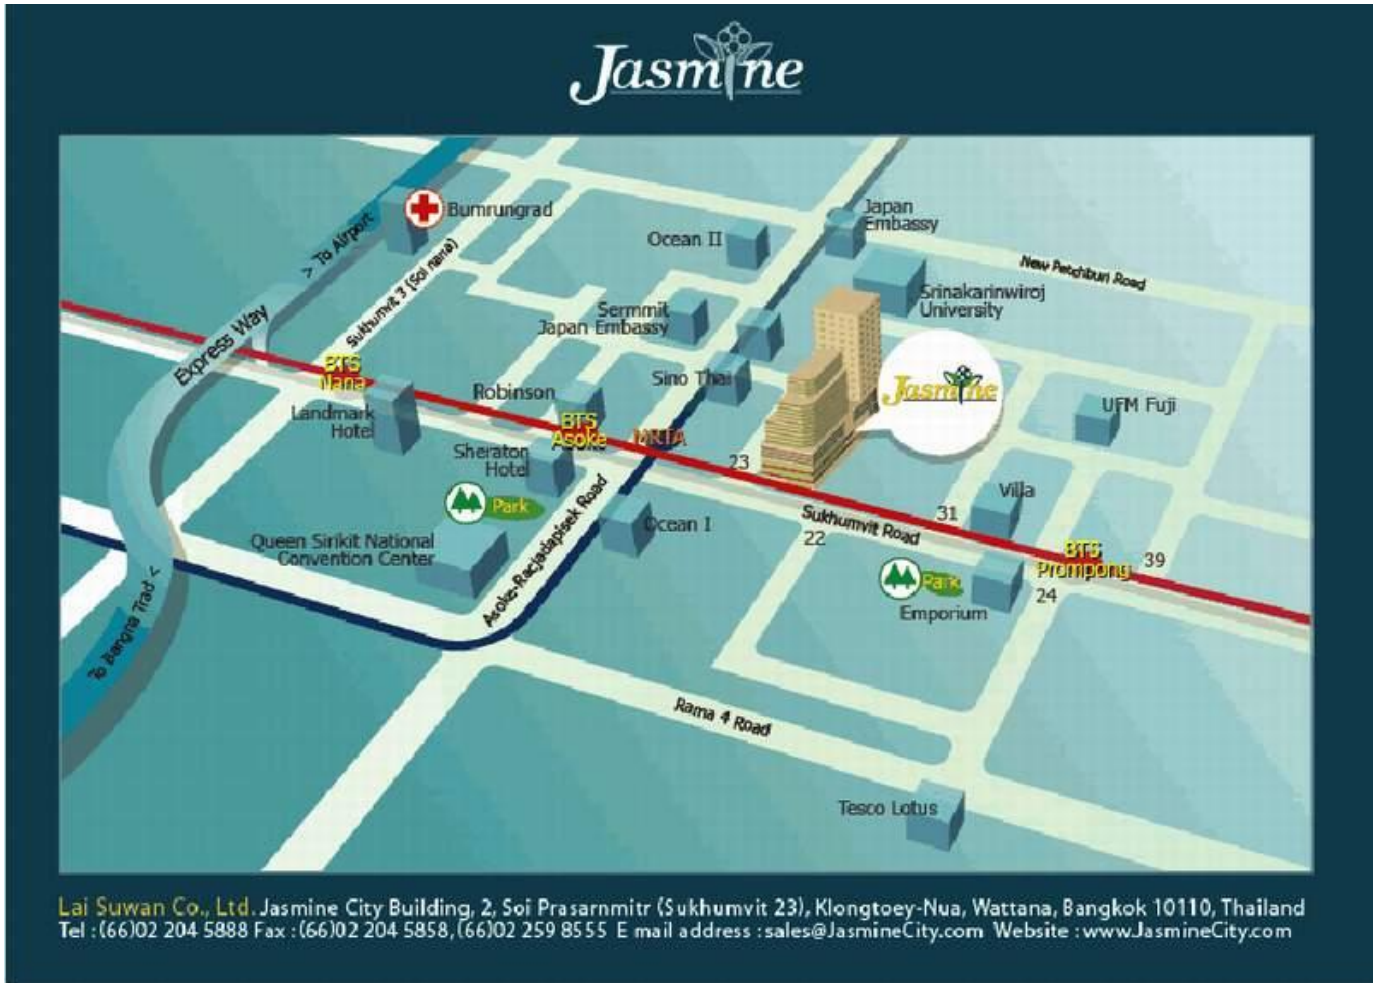 Jasmine
Bumrungrad
> To Airport
Sukhumvit 3 (Soi nana)
Express Way
Japan
Embassy
Ocean II
New Petchburi Road
Srinakarinwiroj
University
Sermmit
Japan Embassy
Sino Thai
Jasmine
UFM Fuji
BTS
Nana
Landmark
Hotel
Robinson
BTS
Asoke
Asoke
MRTA
Sheraton
Hotel
Park
23
Villa
31
Sukhumvit Road
22
Ocean I
Queen Sirikit National
Convention Center
Asoke-Racjadapisek Road
BTS
Prompong
39
24
Park
Emporium
To Bangna Trad <
Rama 4 Road
Tesco Lotus
Lai Suwan Co., Ltd. Jasmine City Building, 2, Soi Prasarnmitr (Sukhumvit 23), Klongtoey-Nua, Wattana, Bangkok 10110, Thailand
Tel : (66)02 204 5888 Fax : (66)02 204 5858, (66)02 259 8555 E mail address : sales@JasmineCity.com Website : www.JasmineCity.com